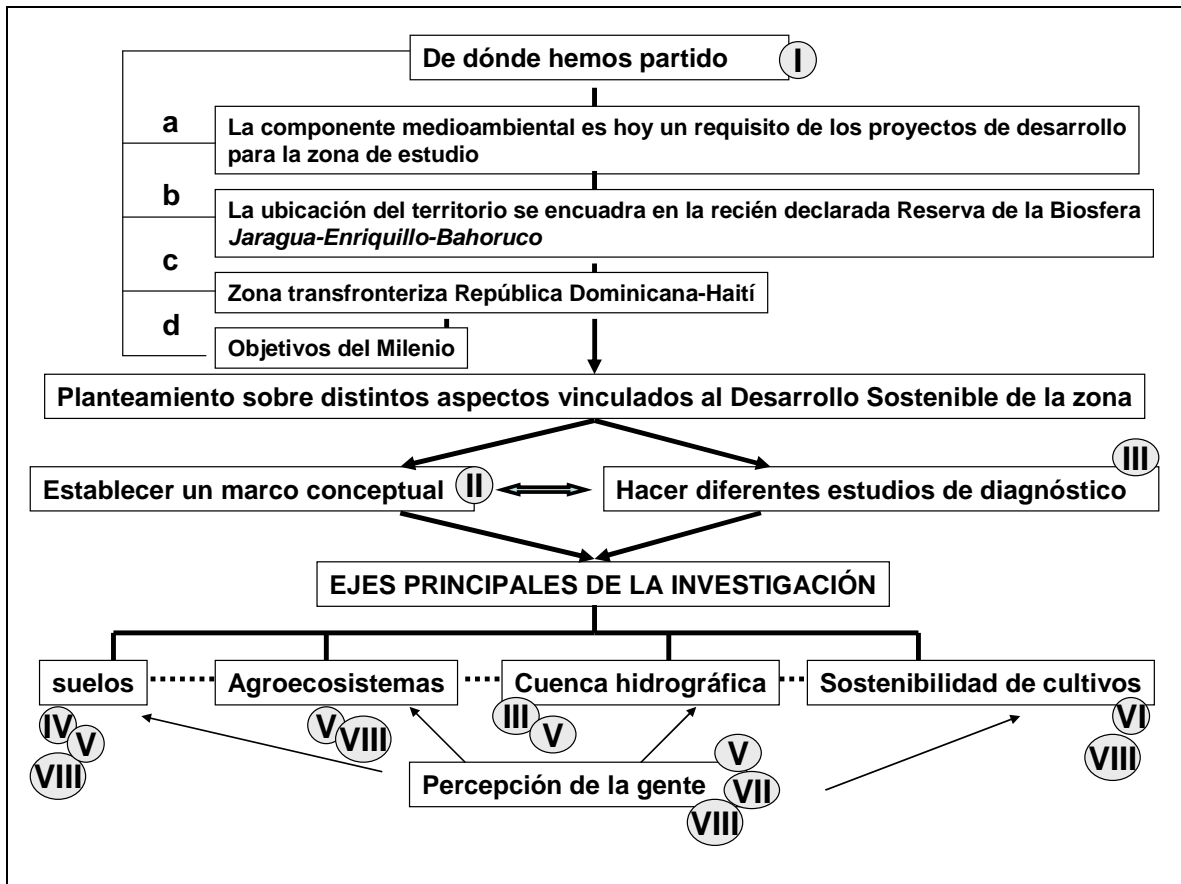 De dónde hemos partido
I
a
La componente medioambiental es hoy un requisito de los proyectos de desarrollo
para la zona de estudio
b
La ubicación del territorio se encuadra en la recién declarada Reserva de la Biosfera
Jaragua-Enriquillo-Bahoruco
c
Zona transfronteriza República Dominicana-Haití
d
Objetivos del Milenio
Planteamiento sobre distintos aspectos vinculados al Desarrollo Sostenible de la zona
Establecer un marco conceptual
II
Hacer diferentes estudios de diagnóstico
III
EJES PRINCIPALES DE LA INVESTIGACIÓN
suelos
Agroecosistemas
Cuenca hidrográfica
Sostenibilidad de cultivos
IV
V
VIII
V
VIII
III
V
VI
VIII
Percepción de la gente
V
VII
VIII